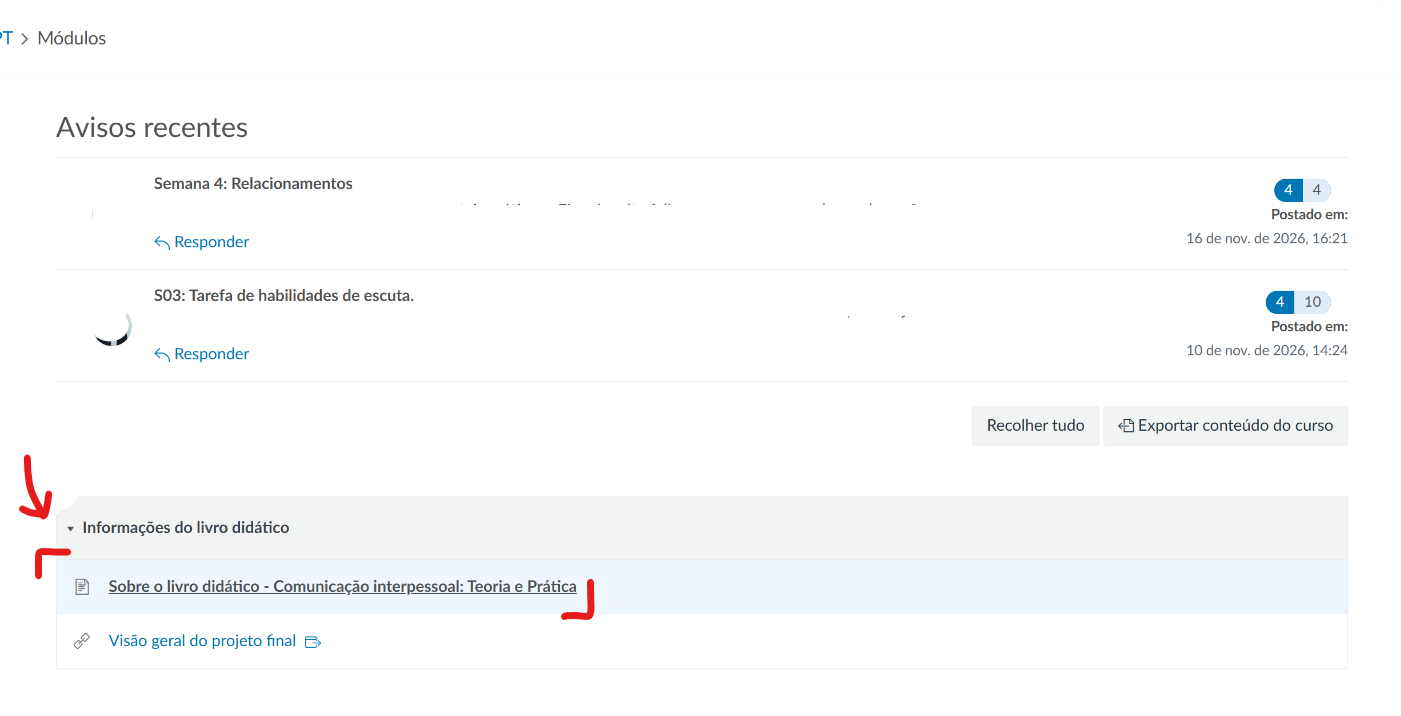 > Módulos
Avisos recentes
Semana 4: Relacionamentos
4 4
Postado em:
Responder
16 de nov. de 2026, 16:21
S03: Tarefa de habilidades de escuta.
4 10
Postado em:
Responder
10 de nov. de 2026, 14:24
Recolher tudo
Exportar conteúdo do curso
Informações do livro didático
Sobre o livro didático - Comunicação interpessoal: Teoria e Prática
Visão geral do projeto final